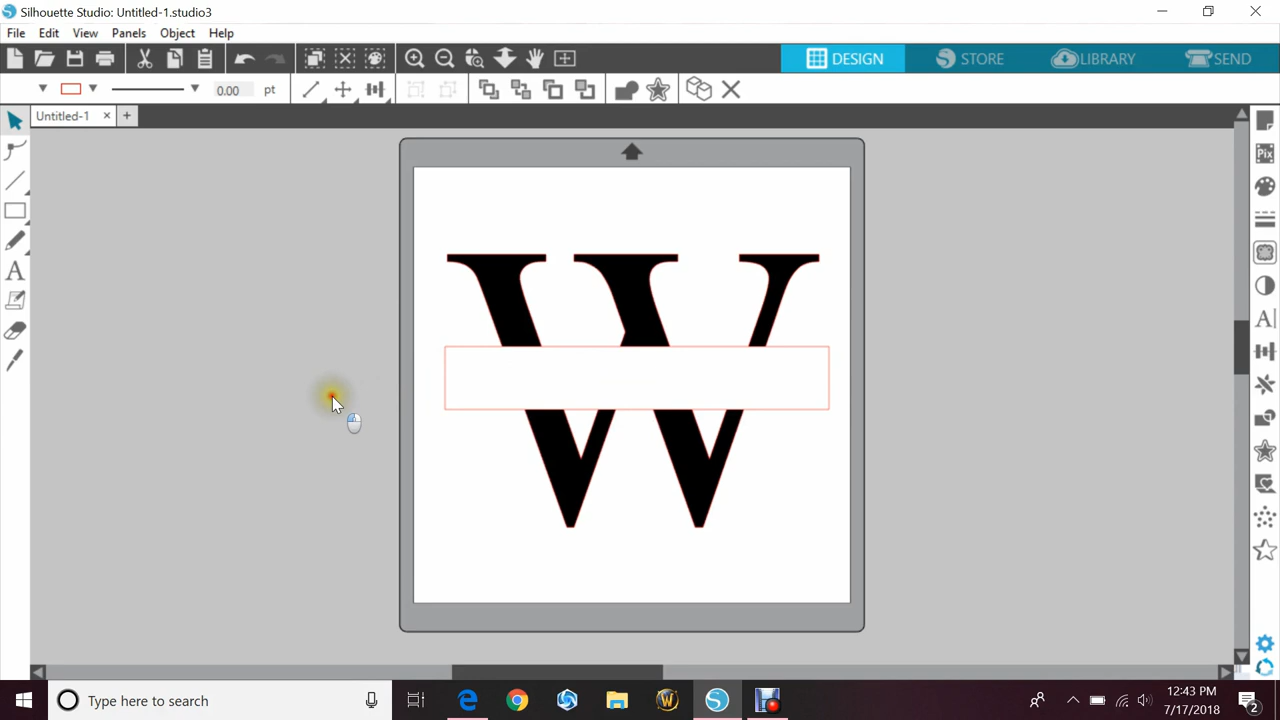 Silhouette Studio: Untitled-1.studio3
File Edit View Panels Object Help
DESIGN STORE LIBRARY SEND
0.00 pt
Untitled-1
W
Type here to search
12:43 PM
7/17/2018
2